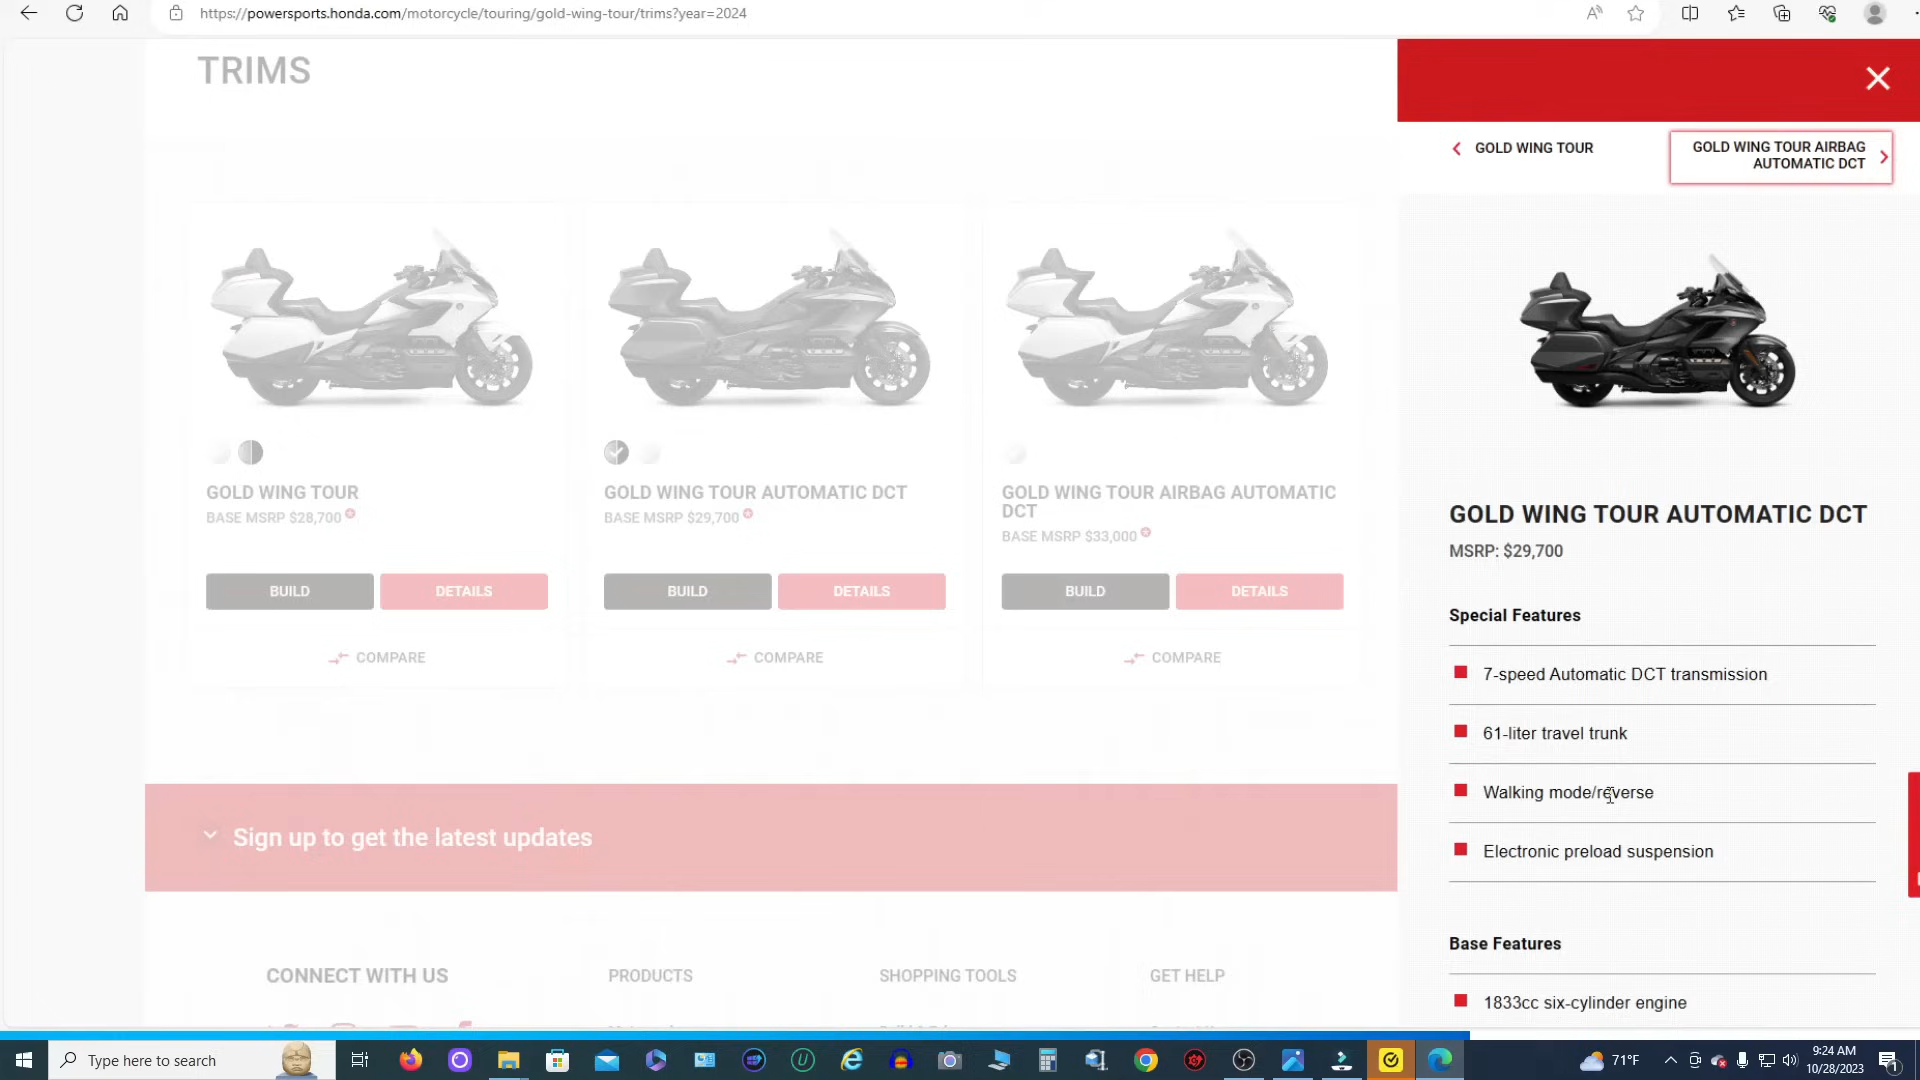 https://powersports.honda.com/motorcycle/touring/gold-wing-tour/trims?year=2024
TRIMS
GOLD WING TOUR
BASE MSRP $28,700
BUILD
DETAILS
COMPARE
GOLD WING TOUR AUTOMATIC DCT
BASE MSRP $29,700
BUILD
DETAILS
COMPARE
GOLD WING TOUR AIRBAG AUTOMATIC
DCT
BASE MSRP $33,000
BUILD
DETAILS
COMPARE
Sign up to get the latest updates
CONNECT WITH US
PRODUCTS
SHOPPING TOOLS
GET HELP
GOLD WING TOUR
GOLD WING TOUR AIRBAG
AUTOMATIC DCT
GOLD WING TOUR AUTOMATIC DCT
MSRP: $29,700
Special Features
7-speed Automatic DCT transmission
61-liter travel trunk
Walking mode/reverse
Electronic preload suspension
Base Features
1833cc six-cylinder engine
Type here to search
71°F
9:24 AM
10/28/2023
1